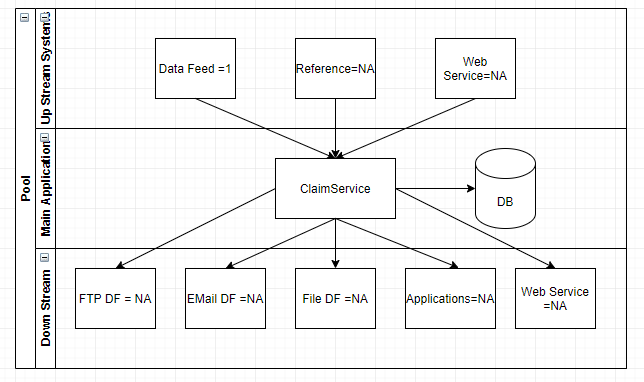 Pool
Up Stream System
Data Feed =1
Reference=NA
Web
Service=NA
Main Application
ClaimService
DB
Down Stream
FTP DF = NA
EMail DF =NA
File DF =NA
Applications=NA
Web Service
=NA